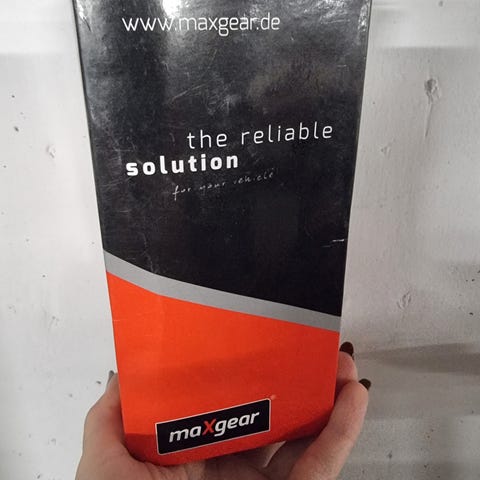 www.maxgear.de
the reliable
solution
for your vehicle
maXgear
®